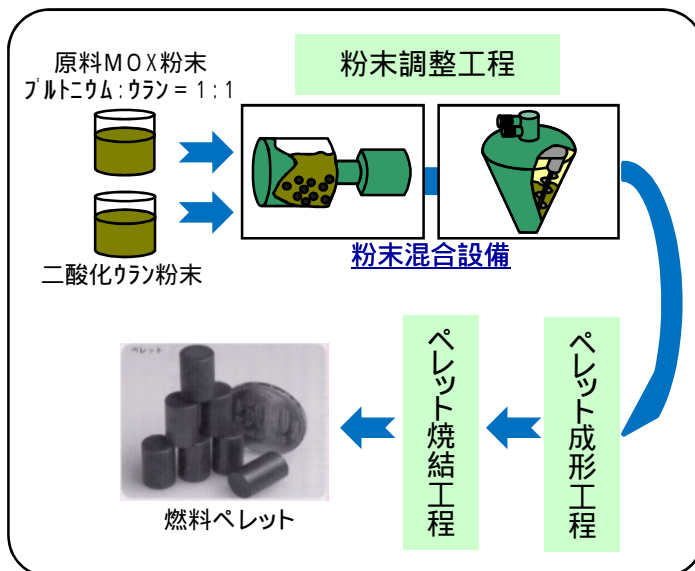 原料MOX粉末
プルトニウム:ウラン = 1 : 1
粉末調整工程
二酸化ウラン粉末
粉末混合設備
ペレット
燃料ペレット
ペレット焼結工程
ペレット成形工程